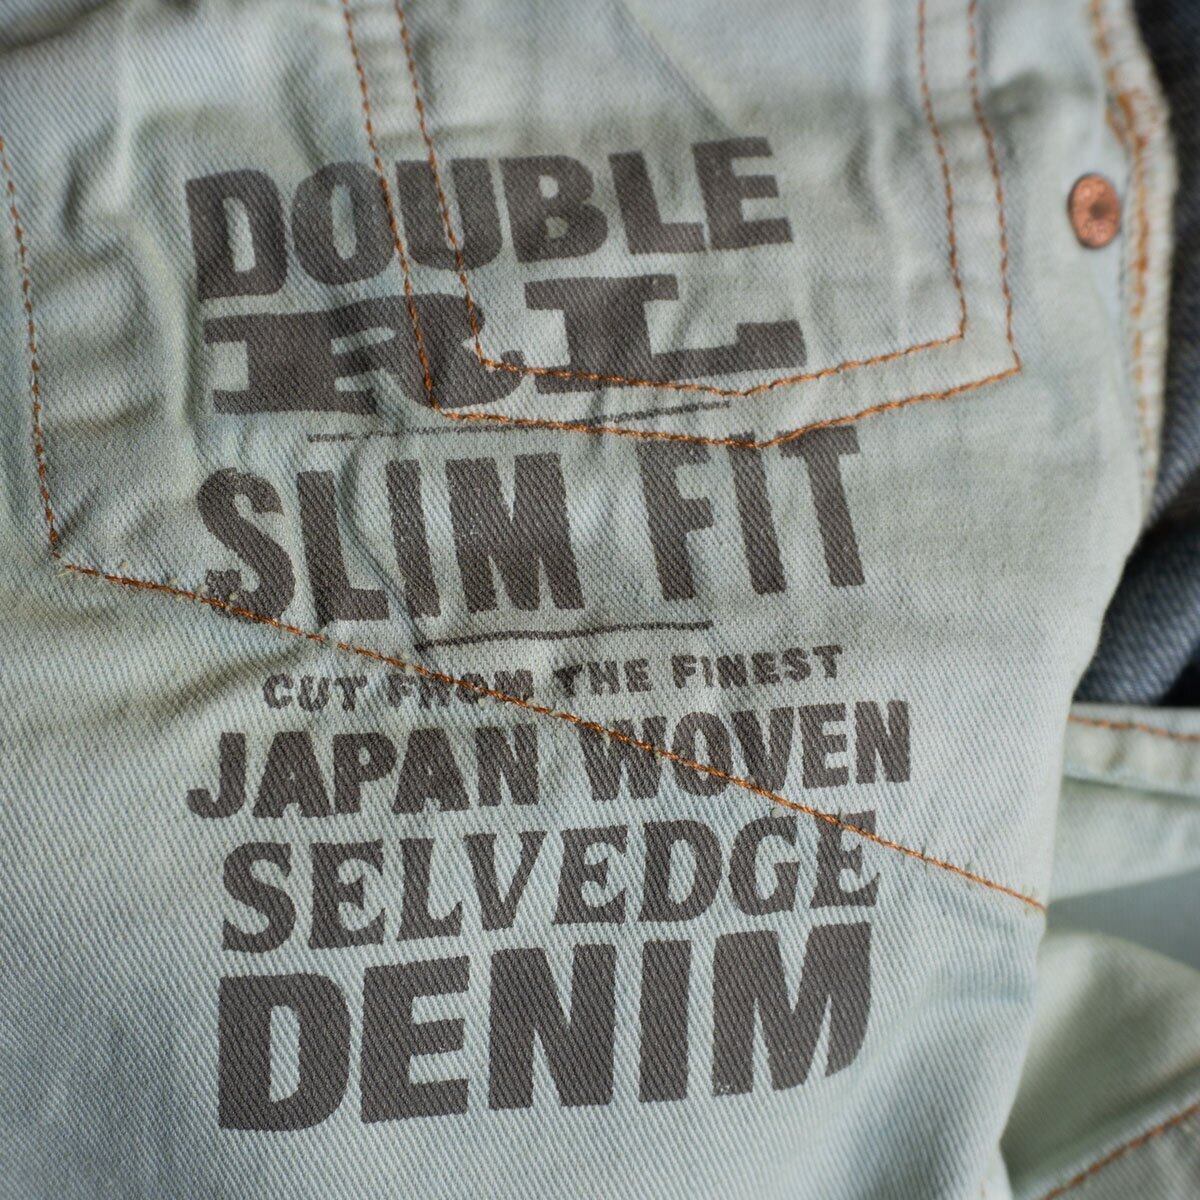 DOUBLE
RL
SLIM FIT
CUT FROM THE FINEST
JAPAN WOVEN
SELVEDGE
DENIM